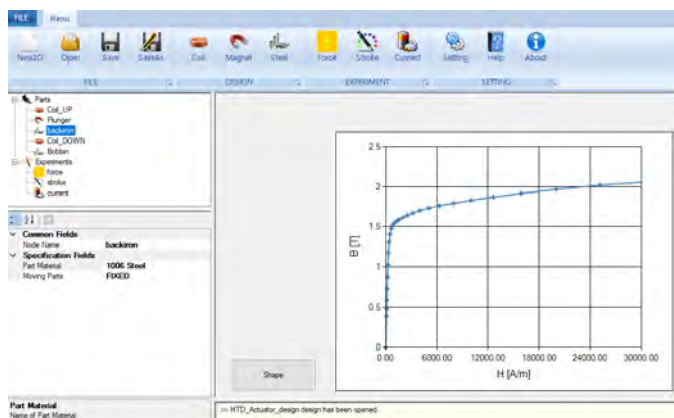 FILE Menu
New2D Open Save SaveAs Coil Magnet Steel Force Stroke Current Setting Help About
FILE DESIGN EXPERIMENT SETTING
Parts
Coil_UP
Plunger
backiron
Coil_DOWN
Bobbin
Experiments
force
stroke
current
Common Fields
Node Name backiron
Specification Fields
Part Material 1006 Steel
Moving Parts FIXED
Part Material
Name of Part Material
2.5
2
1.5
1
0.5
0
B [T]
0.00 6000.00 12000.00 18000.00 24000.00 30000.00
H [A/m]
Shape
>> HTD_Actuator_design design has been opened.